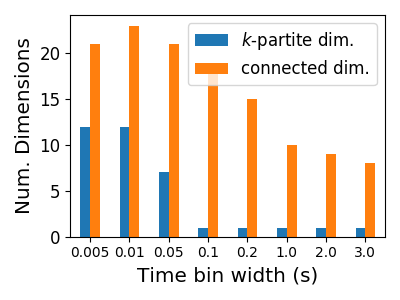 k-partite dim.
connected dim.
Num. Dimensions
20
15
10
5
0
0.005 0.01 0.05 0.1 0.2 1.0 2.0 3.0
Time bin width (s)